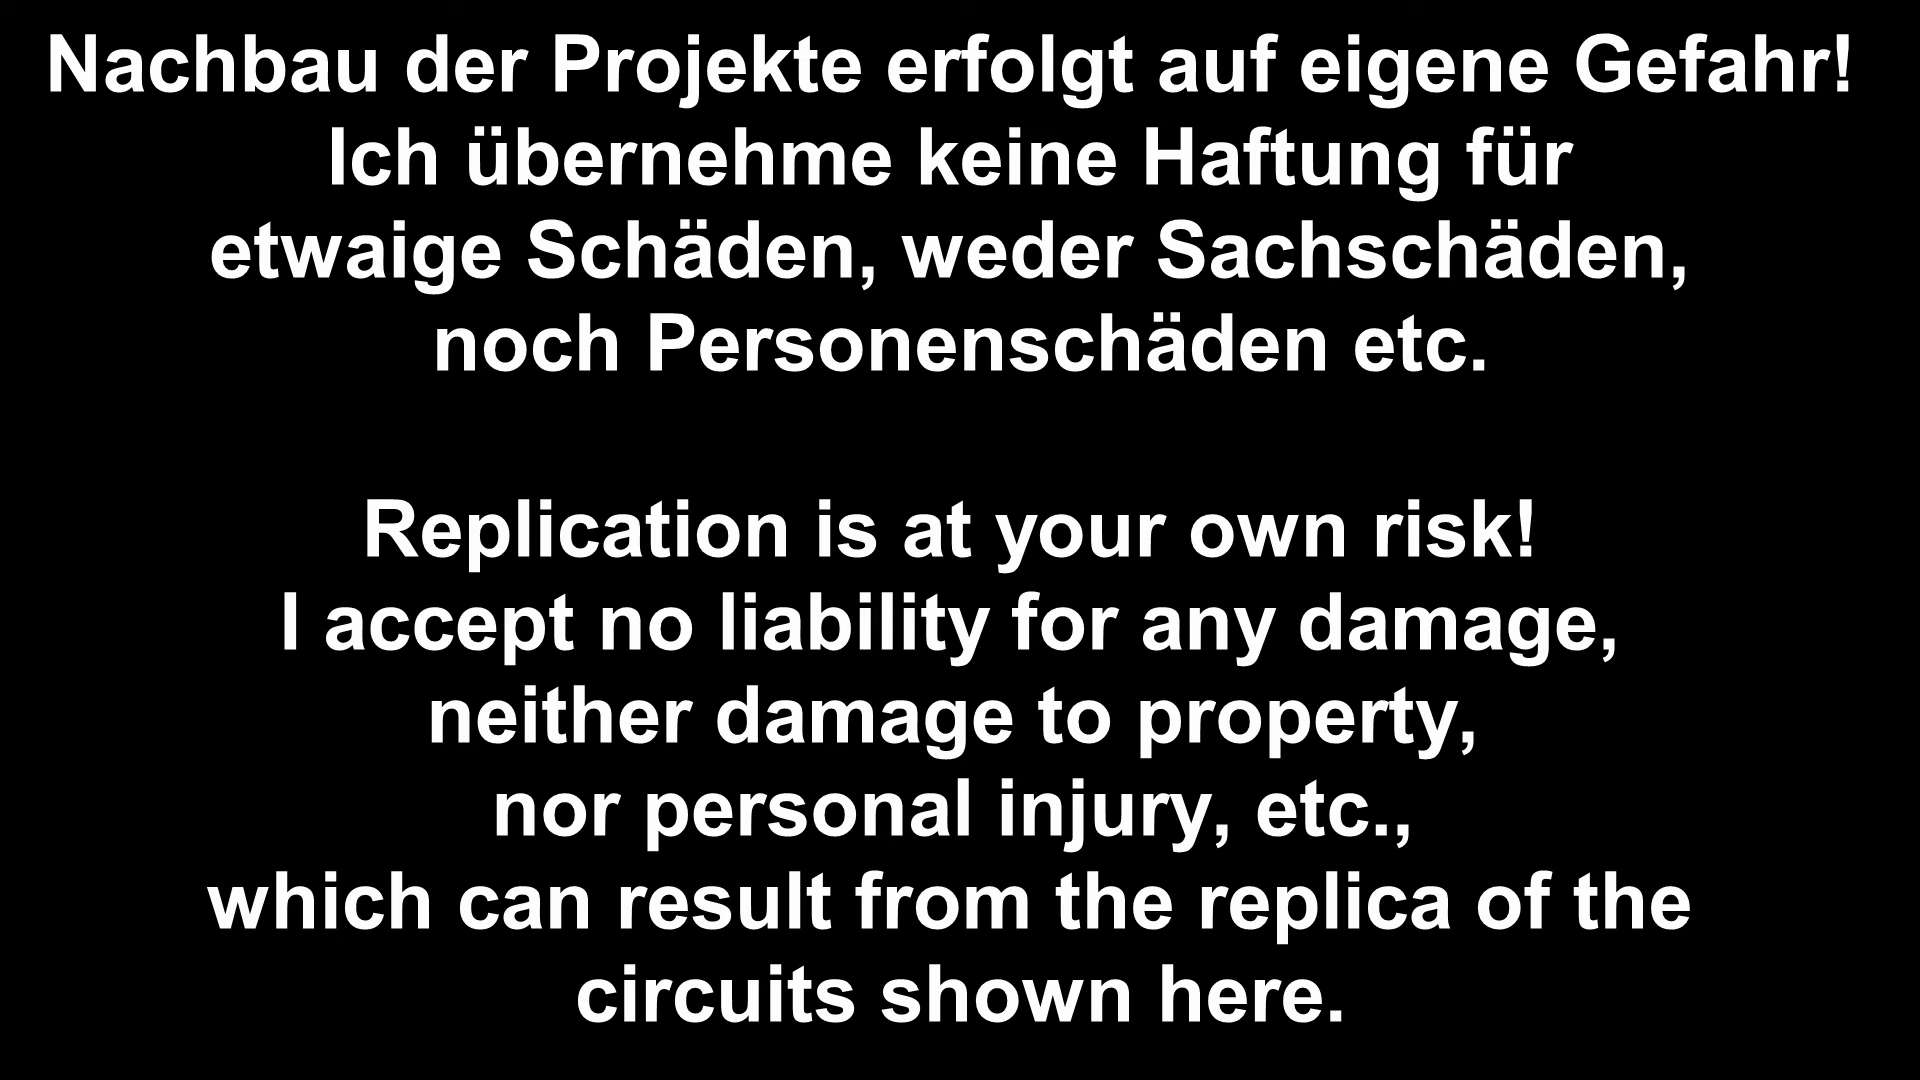 Nachbau der Projekte erfolgt auf eigene Gefahr!
Ich übernehme keine Haftung für
etwaige Schäden, weder Sachschäden,
noch Personenschäden etc.
Replication is at your own risk!
I accept no liability for any damage,
neither damage to property,
nor personal injury, etc.,
which can result from the replica of the
circuits shown here.